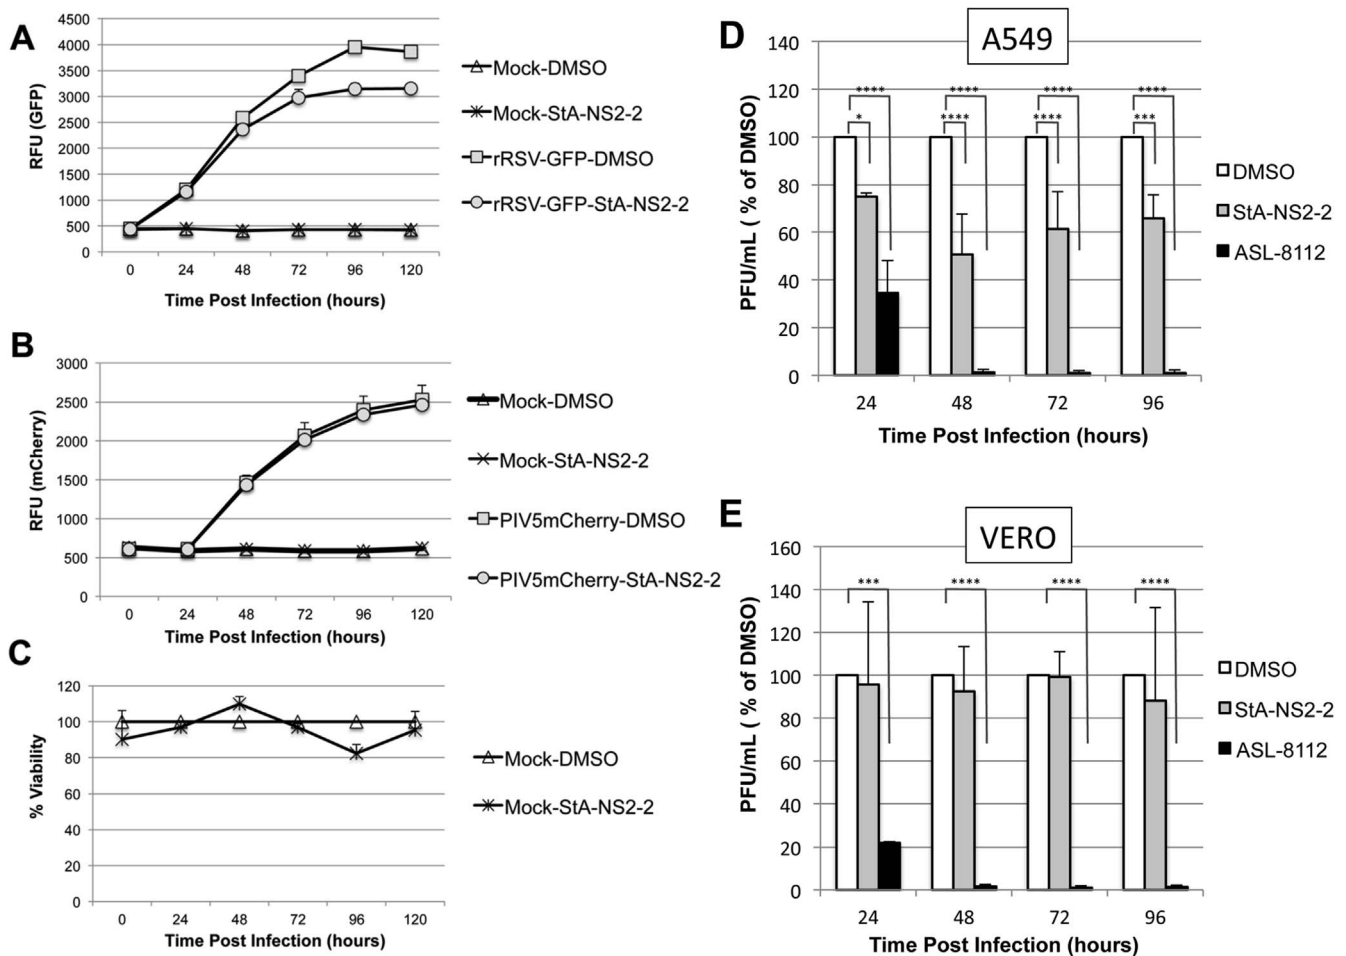 A
RFU (GFP)
4500
4000
3500
3000
2500
2000
1500
1000
500
0
0 24 48 72 96 120
Time Post Infection (hours)
Mock-DMSO
Mock-StA-NS2-2
rRSV-GFP-DMSO
rRSV-GFP-StA-NS2-2
B
RFU (mCherry)
3000
2500
2000
1500
1000
500
0
0 24 48 72 96 120
Time Post Infection (hours)
Mock-DMSO
Mock-StA-NS2-2
PIV5mCherry-DMSO
PIV5mCherry-StA-NS2-2
C
% Viability
120
100
80
60
40
20
0
0 24 48 72 96 120
Time Post Infection (hours)
Mock-DMSO
Mock-StA-NS2-2
D
A549
PFU/mL ( % of DMSO)
140
120
100
80
60
40
20
0
**** **** **** ****
* **** **** ***
24 48 72 96
Time Post Infection (hours)
DMSO
StA-NS2-2
ASL-8112
E
VERO
PFU/mL ( % of DMSO)
160
140
120
100
80
60
40
20
0
*** **** **** ****
24 48 72 96
Time Post Infection (hours)
DMSO
StA-NS2-2
ASL-8112